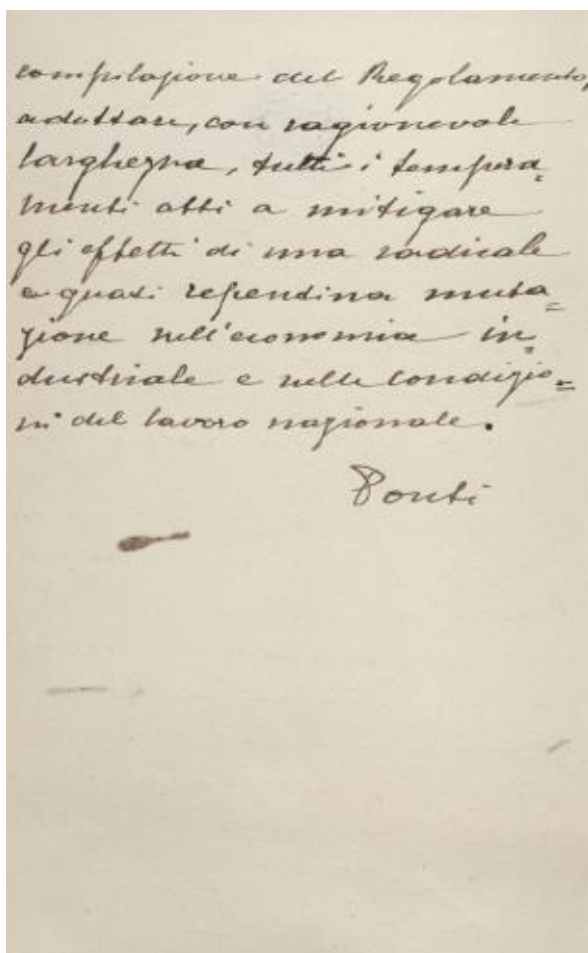 compilazione del Regolamento,
adottare, con ragionevole
larghezza, tutti i tempera=
menti atti a mitigare
gli effetti di una radicale
e quasi repentina muta=
zione nell'economia in=
dustriale e nelle condizio=
ni del lavoro nazionale.
Ponti